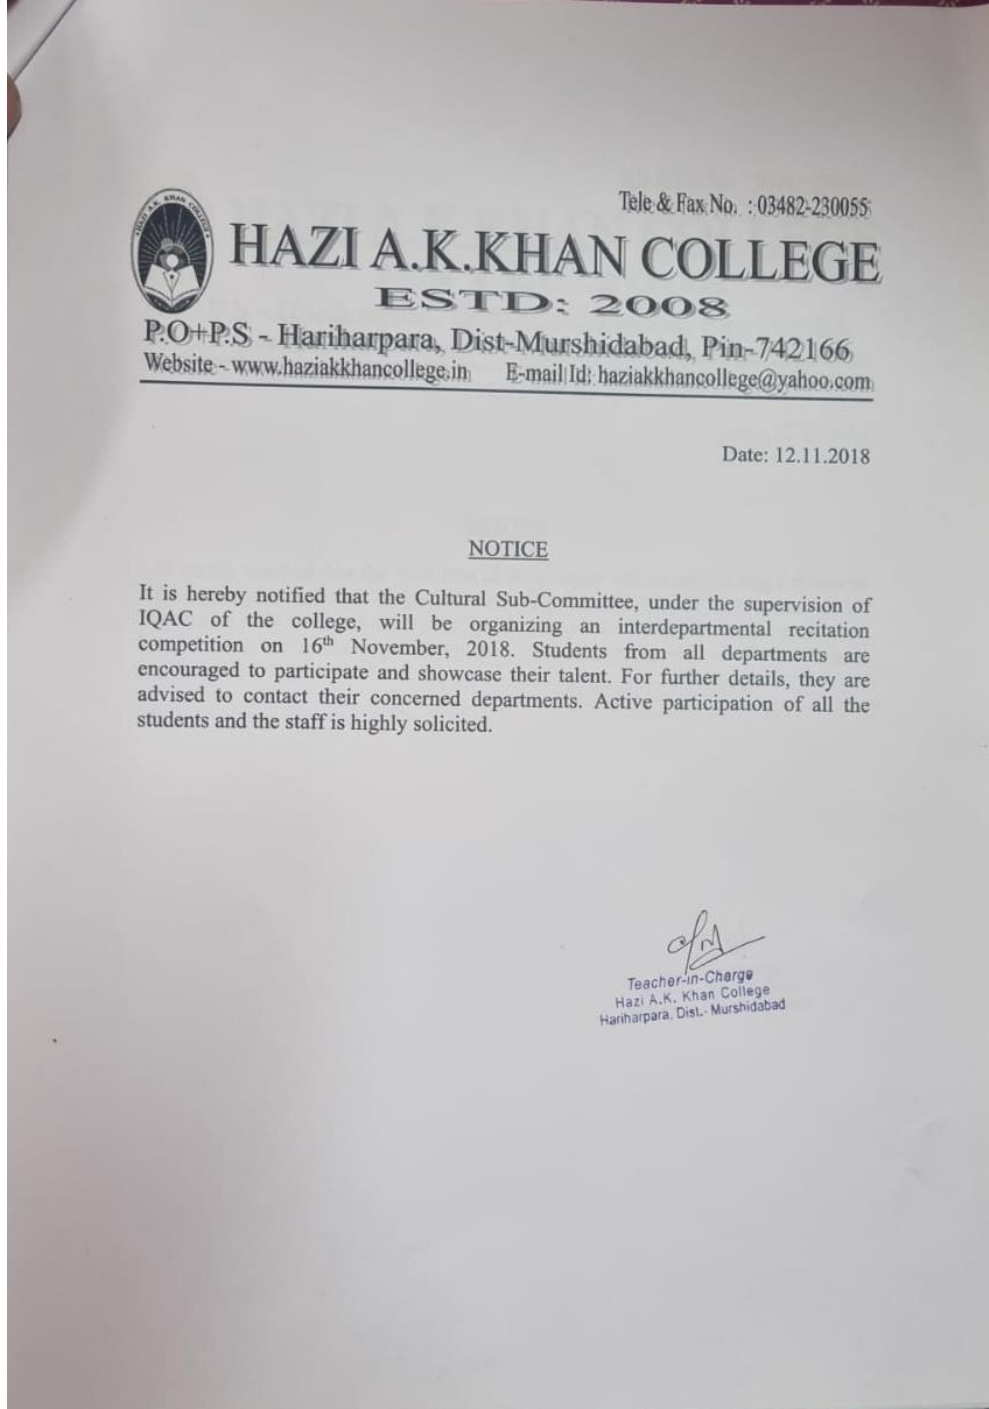 HAZI A.K. KHAN COLLEGE
Tele & Fax No. : 03482-230055
HAZI A.K.KHAN COLLEGE
ESTD: 2008
P.O+P.S - Hariharpara, Dist-Murshidabad, Pin-742166
Website - www.haziakkhancollege.in E-mail Id: haziakkhancollege@yahoo.com
Date: 12.11.2018
NOTICE
It is hereby notified that the Cultural Sub-Committee, under the supervision of
IQAC of the college, will be organizing an interdepartmental recitation
competition on 16th November, 2018. Students from all departments are
encouraged to participate and showcase their talent. For further details, they are
advised to contact their concerned departments. Active participation of all the
students and the staff is highly solicited.
Teacher-in-Charge
Hazi A.K. Khan College
Hariharpara, Dist.- Murshidabad